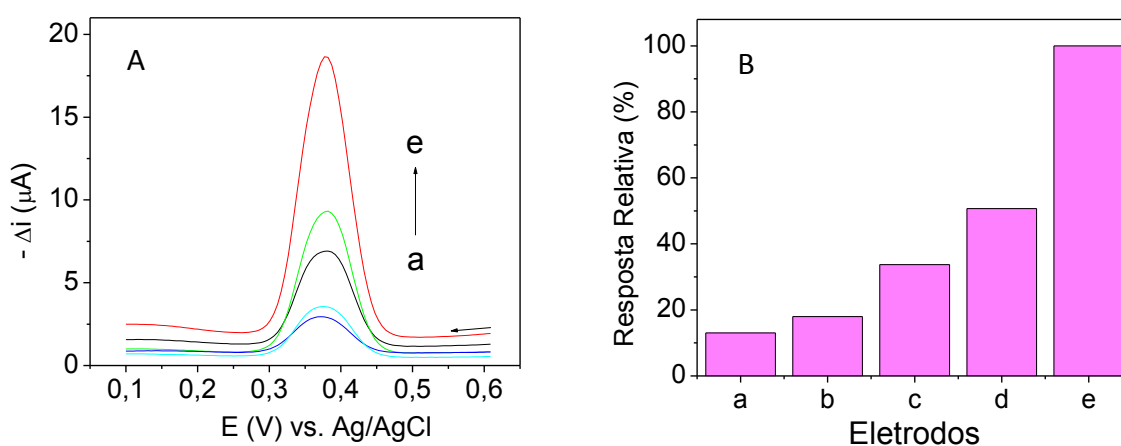 A
20
15
10
5
0
- Δi (μA)
e
a
0,1 0,2 0,3 0,4 0,5 0,6
E (V) vs. Ag/AgCl
B
100
80
60
40
20
0
Resposta Relativa (%)
a b c d e
Eletrodos